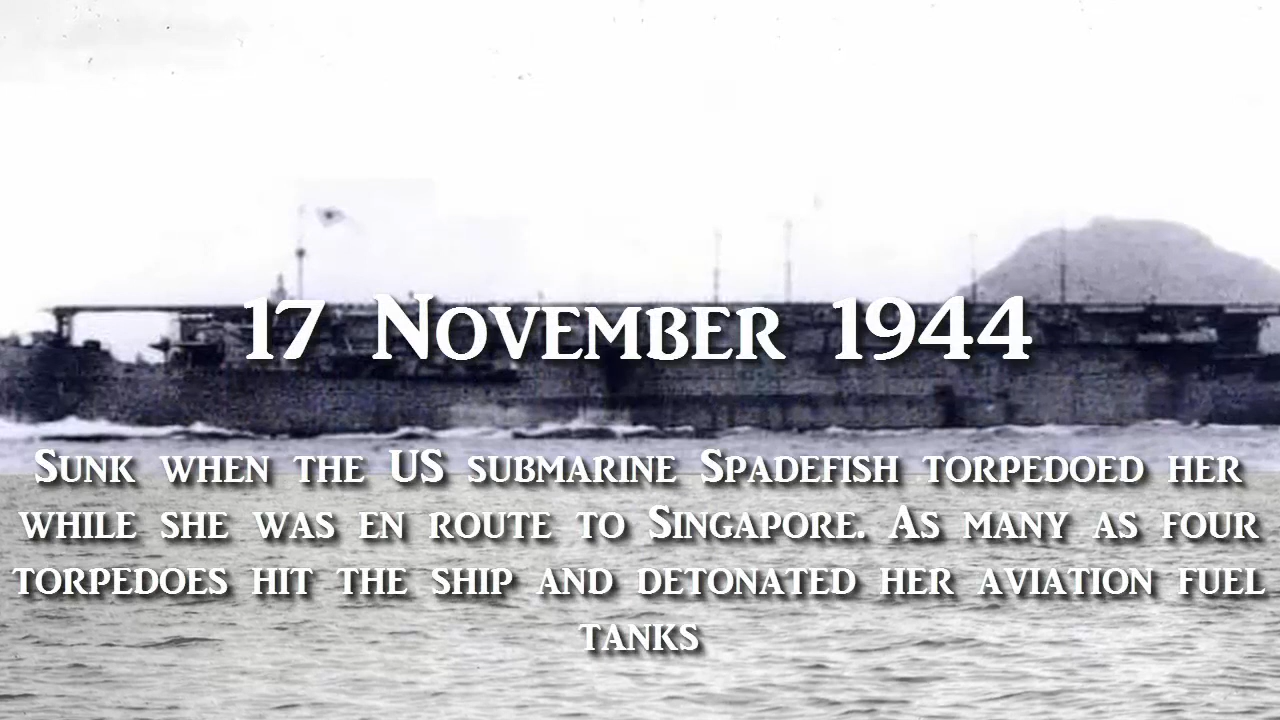 17 November 1944
Sunk when the US submarine Spadefish torpedoed her
while she was en route to Singapore. As many as four
torpedoes hit the ship and detonated her aviation fuel
tanks